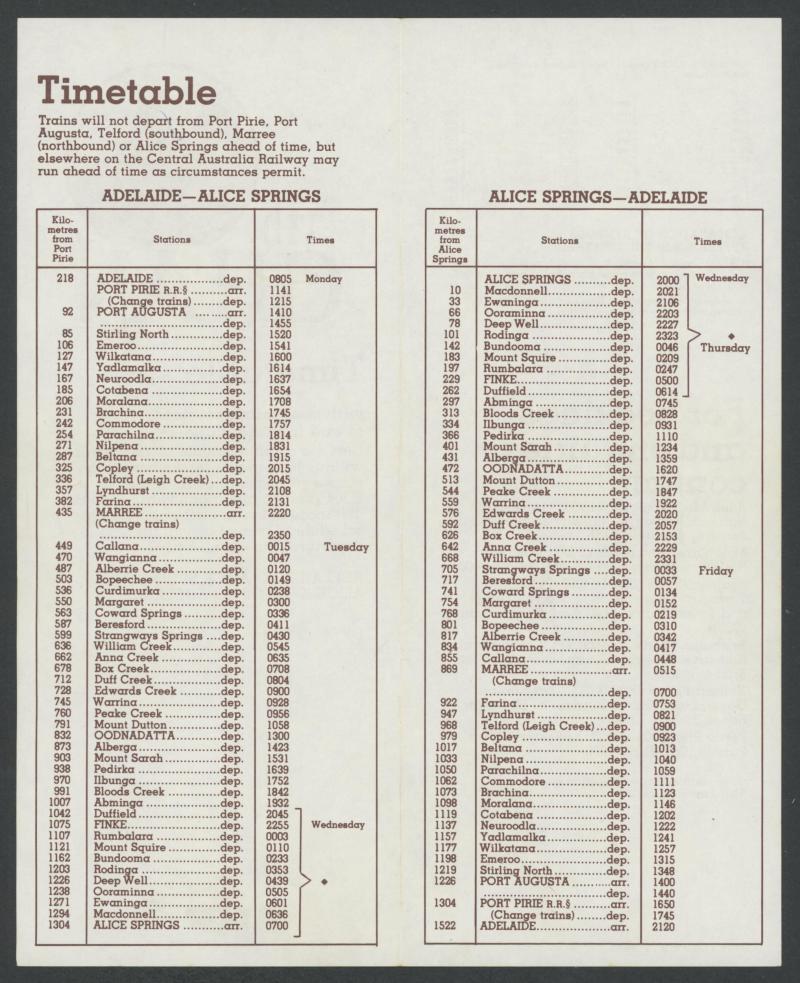 Timetable
Trains will not depart from Port Pirie, Port
Augusta, Telford (southbound), Marree
(northbound) or Alice Springs ahead of time, but
elsewhere on the Central Australia Railway may
run ahead of time as circumstances permit.
ADELAIDE—ALICE SPRINGS
Kilo-
metres
from
Port
Pirie
Stations
Times
218 ADELAIDE ................dep. 0805 Monday
PORT PIRIE R.R.§ ..........arr. 1141
(Change trains) ........dep. 1215
92 PORT AUGUSTA .... .....arr. 1410
...............................dep. 1455
85 Stirling North .............dep. 1520
106 Emeroo......................dep. 1541
127 Wilkatana...................dep. 1600
147 Yadlamalka ................dep. 1614
167 Neuroodla..................dep. 1637
185 Cotabena ...................dep. 1654
206 Moralana....................dep. 1708
231 Brachina.....................dep. 1745
242 Commodore ...............dep. 1757
254 Parachilna..................dep. 1814
271 Nilpena ......................dep. 1831
287 Beltana ......................dep. 1915
325 Copley .......................dep. 2015
336 Telford (Leigh Creek) ...dep. 2045
357 Lyndhurst ..................dep. 2108
382 Farina ........................dep. 2131
435 MARREE .....................arr. 2220
(Change trains)
...............................dep. 2350
449 Callana ......................dep. 0015 Tuesday
470 Wangianna .................dep. 0047
487 Alberrie Creek ............dep. 0120
503 Bopeechee .................dep. 0149
536 Curdimurka ................dep. 0238
550 Margaret ....................dep. 0300
563 Coward Springs ..........dep. 0336
587 Beresford ...................dep. 0411
599 Strangways Springs ....dep. 0430
636 William Creek..............dep. 0545
662 Anna Creek ................dep. 0635
678 Box Creek...................dep. 0708
712 Duff Creek..................dep. 0804
728 Edwards Creek ...........dep. 0900
745 Warrina......................dep. 0928
760 Peake Creek ...............dep. 0956
791 Mount Dutton..............dep. 1058
832 OODNADATTA.............dep. 1300
873 Alberga ......................dep. 1423
903 Mount Sarah ...............dep. 1531
938 Pedirka ......................dep. 1639
970 Ilbunga ......................dep. 1752
991 Bloods Creek ..............dep. 1842
1007 Abminga ....................dep. 1932
1042 Duffield ......................dep. 2045
1075 FINKE.........................dep. 2255 Wednesday
1107 Rumbalara ..................dep. 0003
1121 Mount Squire ..............dep. 0110
1162 Bundooma ..................dep. 0233
1203 Rodinga .....................dep. 0353
1226 Deep Well...................dep. 0439 ◆
1238 Ooraminna .................dep. 0505
1271 Ewaninga ...................dep. 0601
1294 Macdonnell.................dep. 0636
1304 ALICE SPRINGS ...........arr. 0700
ALICE SPRINGS—ADELAIDE
Kilo-
metres
from
Alice
Springs
Stations
Times
ALICE SPRINGS ..........dep. 2000 Wednesday
10 Macdonnell.................dep. 2021
33 Ewaninga ...................dep. 2106
66 Ooraminna .................dep. 2203
78 Deep Well...................dep. 2227
101 Rodinga .....................dep. 2323 ◆
142 Bundooma ..................dep. 0046 Thursday
183 Mount Squire ..............dep. 0209
197 Rumbalara ..................dep. 0247
229 FINKE.........................dep. 0500
262 Duffield ......................dep. 0614
297 Abminga ....................dep. 0745
313 Bloods Creek ..............dep. 0828
334 Ilbunga ......................dep. 0931
366 Pedirka ......................dep. 1110
401 Mount Sarah ...............dep. 1234
431 Alberga ......................dep. 1359
472 OODNADATTA.............dep. 1620
513 Mount Dutton..............dep. 1747
544 Peake Creek ...............dep. 1847
559 Warrina......................dep. 1922
576 Edwards Creek ...........dep. 2020
592 Duff Creek ..................dep. 2057
626 Box Creek...................dep. 2153
642 Anna Creek ................dep. 2229
668 William Creek..............dep. 2331
705 Strangways Springs ....dep. 0033 Friday
717 Beresford ...................dep. 0057
741 Coward Springs ..........dep. 0134
754 Margaret ....................dep. 0152
768 Curdimurka ................dep. 0219
801 Bopeechee .................dep. 0310
817 Alberrie Creek ............dep. 0342
834 Wangianna .................dep. 0417
855 Callana ......................dep. 0448
869 MARREE .....................arr. 0515
(Change trains)
...............................dep. 0700
922 Farina ........................dep. 0753
947 Lyndhurst ..................dep. 0821
968 Telford (Leigh Creek)...dep. 0900
979 Copley .......................dep. 0923
1017 Beltana ......................dep. 1013
1033 Nilpena ......................dep. 1040
1050 Parachilna..................dep. 1059
1062 Commodore ...............dep. 1111
1073 Brachina.....................dep. 1123
1098 Moralana....................dep. 1146
1119 Cotabena ...................dep. 1202
1137 Neuroodla..................dep. 1222
1157 Yadlamalka ................dep. 1241
1177 Wilkatana...................dep. 1257
1198 Emeroo......................dep. 1315
1219 Stirling North..............dep. 1348
1226 PORT AUGUSTA ..........arr. 1400
...............................dep. 1440
1304 PORT PIRIE R.R.§ ..........arr. 1650
(Change trains) ........dep. 1745
1522 ADELAIDE....................arr. 2120